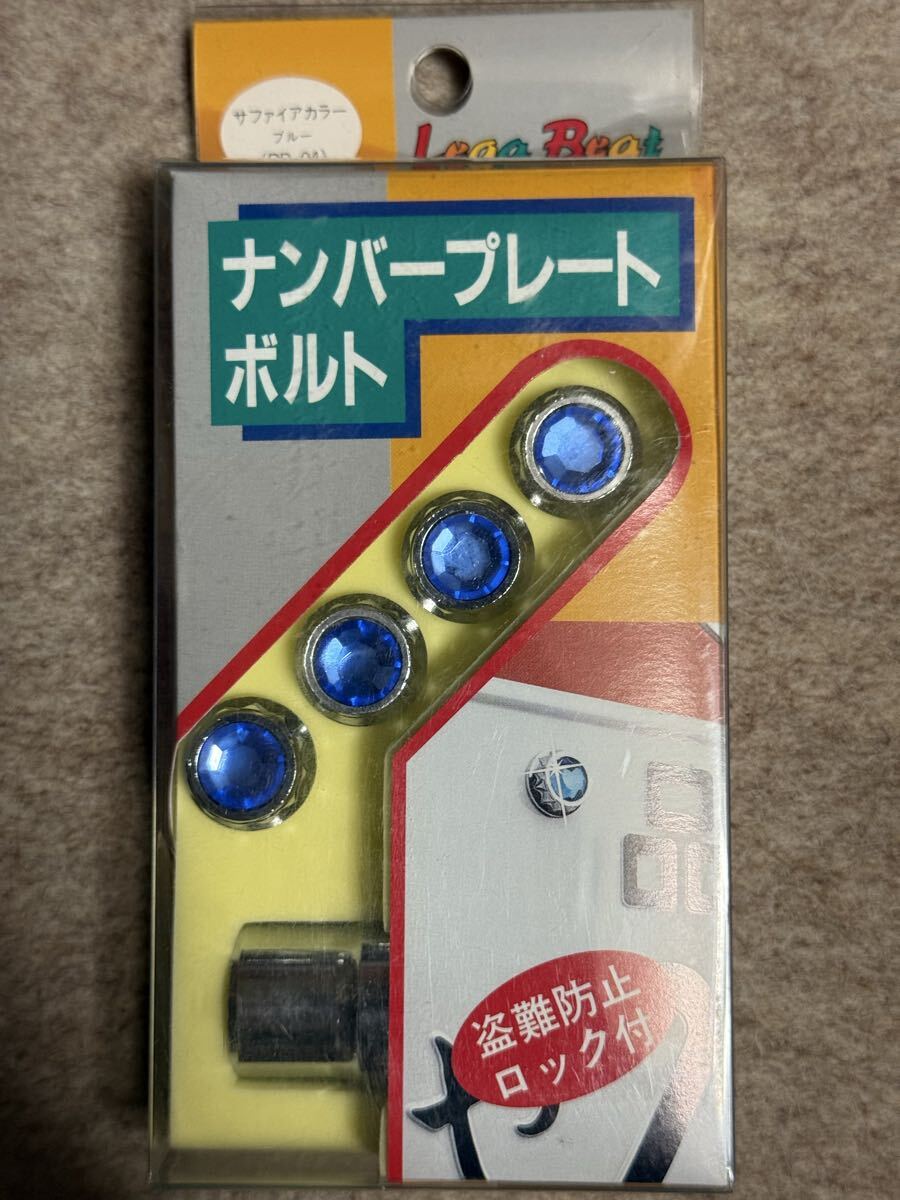 サファイアカラー
ブルー
ナンバープレート
ボルト
盗難防止
ロック付